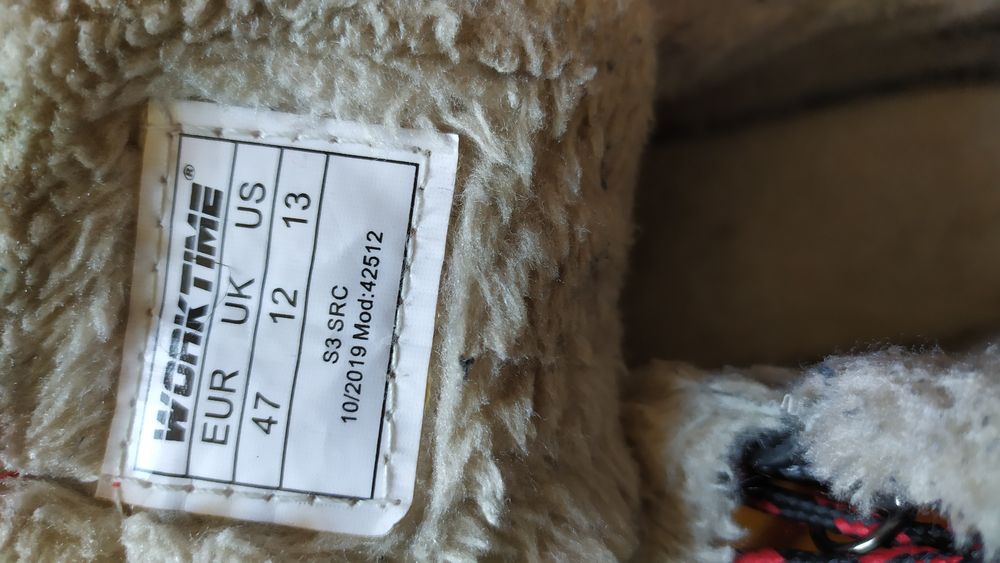 WORKTIME®
EUR UK US
47 12 13
S3 SRC
10/2019 Mod:42512